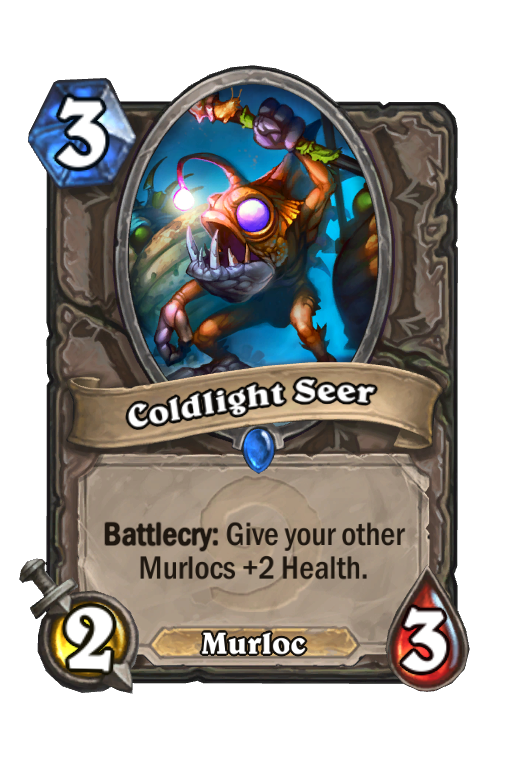 3
Coldlight Seer
Battlecry: Give your other
Murlocs +2 Health.
2
Murloc
3